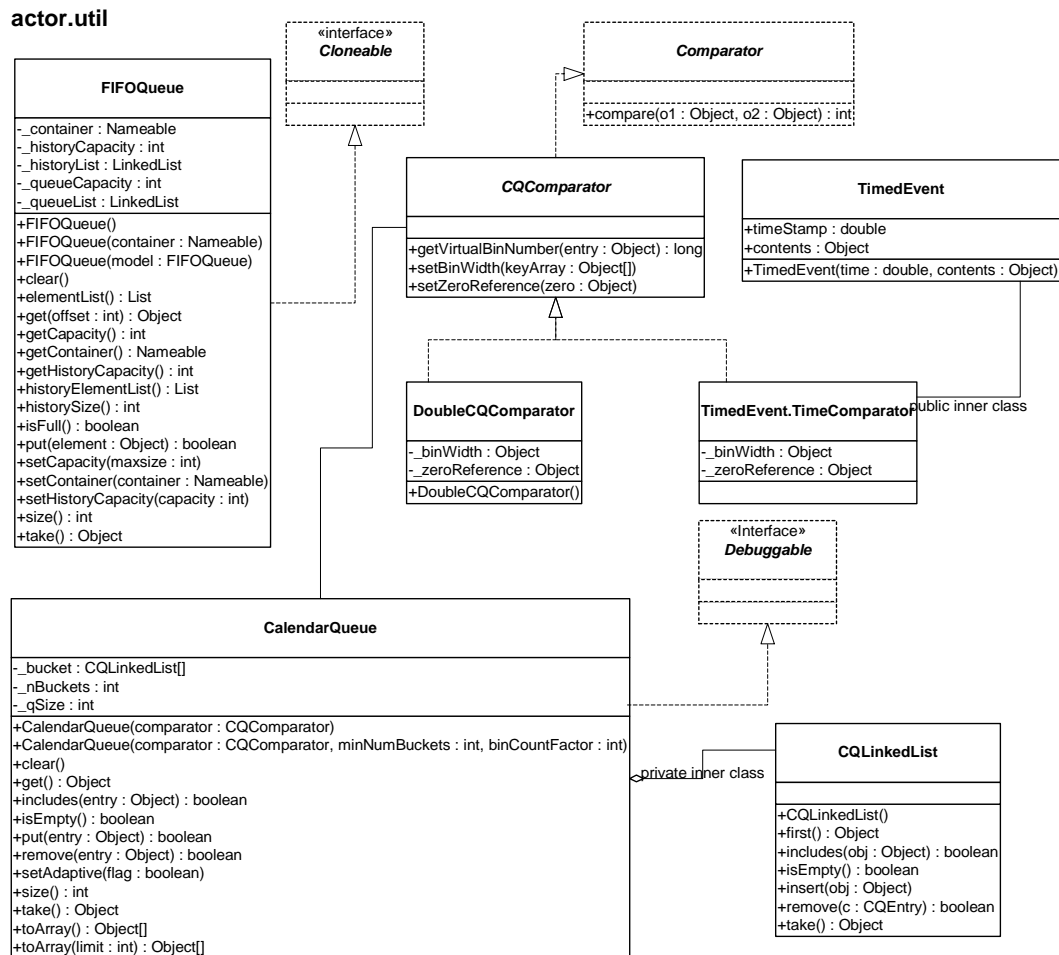 actor.util
«interface»
Cloneable
Comparator
+compare(o1 : Object, o2 : Object) : int
FIFOQueue
-_container : Nameable
-_historyCapacity : int
-_historyList : LinkedList
-_queueCapacity : int
-_queueList : LinkedList
+FIFOQueue()
+FIFOQueue(container : Nameable)
+FIFOQueue(model : FIFOQueue)
+clear()
+elementList() : List
+get(offset : int) : Object
+getCapacity() : int
+getContainer() : Nameable
+getHistoryCapacity() : int
+historyElementList() : List
+historySize() : int
+isFull() : boolean
+put(element : Object) : boolean
+setCapacity(maxsize : int)
+setContainer(container : Nameable)
+setHistoryCapacity(capacity : int)
+size() : int
+take() : Object
CQComparator
+getVirtualBinNumber(entry : Object) : long
+setBinWidth(keyArray : Object[])
+setZeroReference(zero : Object)
TimedEvent
+timeStamp : double
+contents : Object
+TimedEvent(time : double, contents : Object)
DoubleCQComparator
-_binWidth : Object
-_zeroReference : Object
+DoubleCQComparator()
TimedEvent.TimeComparator
-_binWidth : Object
-_zeroReference : Object
public inner class
«Interface»
Debuggable
CalendarQueue
-_bucket : CQLinkedList[]
-_nBuckets : int
-_qSize : int
+CalendarQueue(comparator : CQComparator)
+CalendarQueue(comparator : CQComparator, minNumBuckets : int, binCountFactor : int)
+clear()
+get() : Object
+includes(entry : Object) : boolean
+isEmpty() : boolean
+put(entry : Object) : boolean
+remove(entry : Object) : boolean
+setAdaptive(flag : boolean)
+size() : int
+take() : Object
+toArray() : Object[]
+toArray(limit : int) : Object[]
private inner class
CQLinkedList
+CQLinkedList()
+first() : Object
+includes(obj : Object) : boolean
+isEmpty() : boolean
+insert(obj : Object)
+remove(c : CQEntry) : boolean
+take() : Object